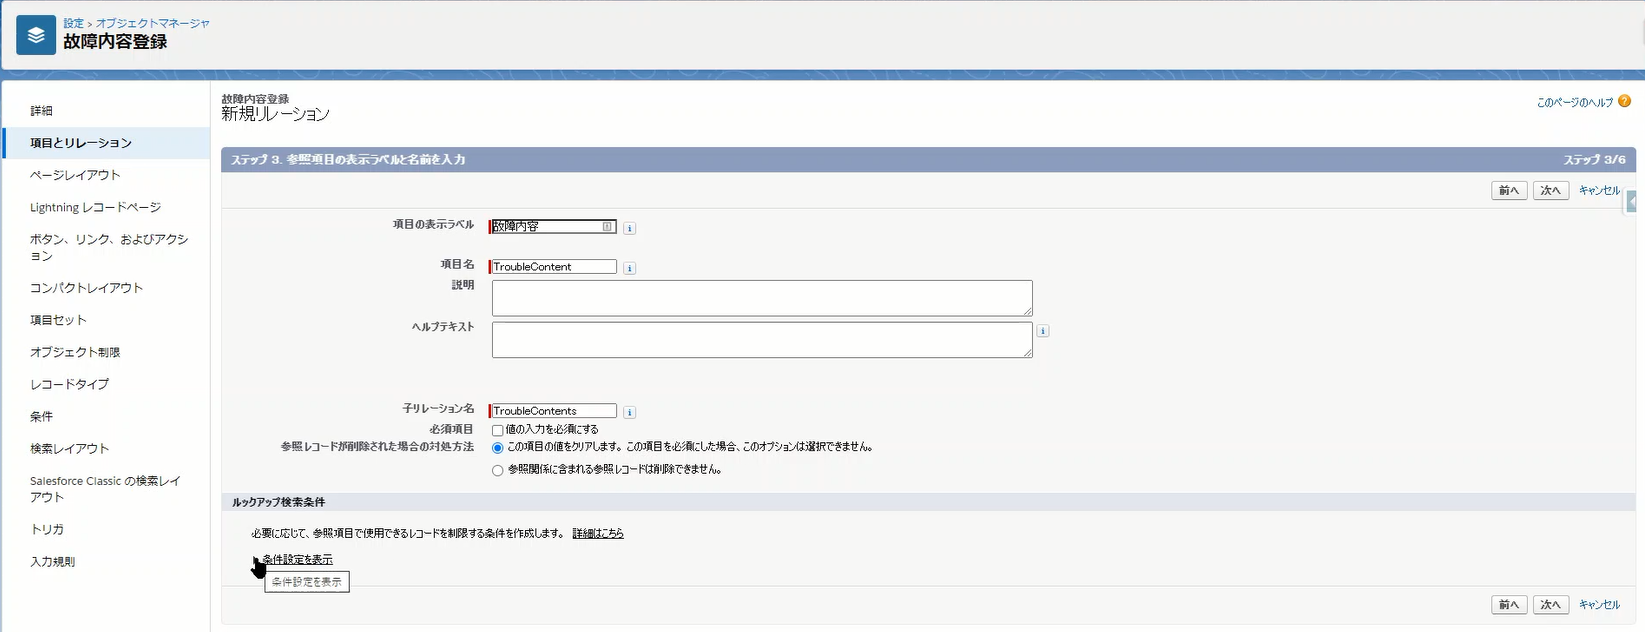 設定 > オブジェクトマネージャ
故障内容登録
詳細
項目とリレーション
ページレイアウト
Lightning レコードページ
ボタン、リンク、およびアクシ
ョン
コンパクトレイアウト
項目セット
オブジェクト制限
レコードタイプ
条件
検索レイアウト
Salesforce Classic の検索レイ
アウト
トリガ
入力規則
故障内容登録
新規リレーション
このページのヘルプ
ステップ 3. 参照項目の表示ラベルと名前を入力
ステップ 3/6
前へ 次へ キャンセル
項目の表示ラベル 故障内容
項目名 TroubleContent
説明
ヘルプテキスト
子リレーション名 TroubleContents
必須項目 値の入力を必須にする
参照レコードが削除された場合の対処方法 この項目の値をクリアします。この項目を必須にした場合、このオプションは選択できません。
参照関係に含まれる参照レコードは削除できません。
ルックアップ検索条件
必要に応じて、参照項目で使用できるレコードを制限する条件を作成します。 詳細はこちら
条件設定を表示
条件設定を表示
前へ 次へ キャンセル